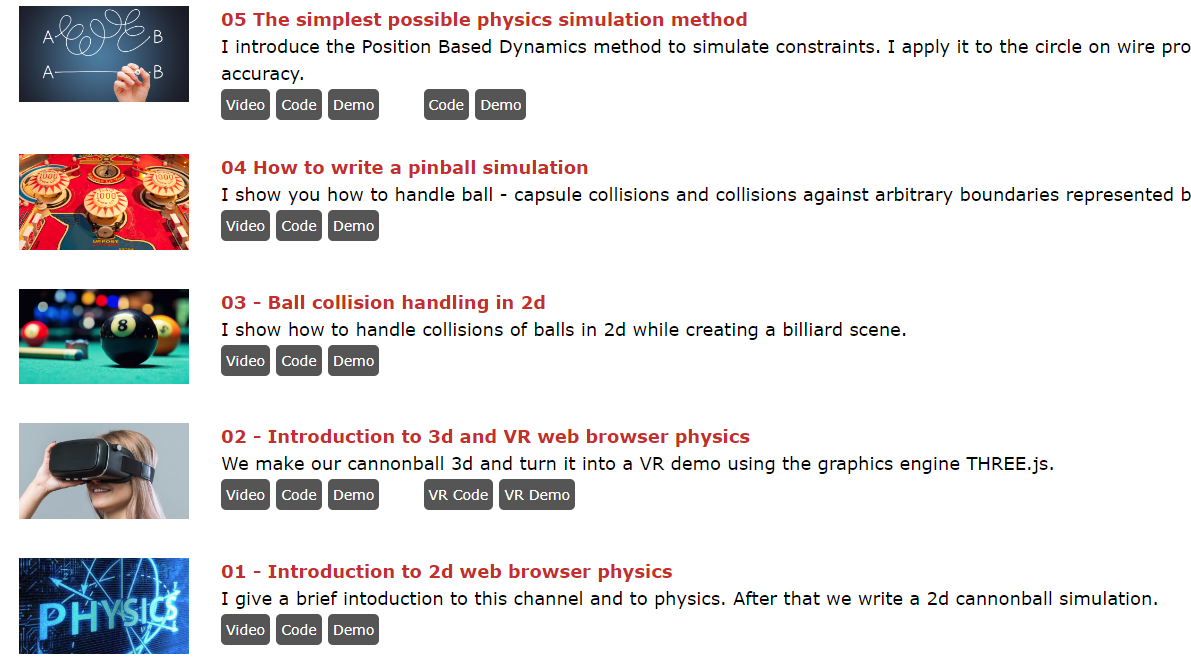 05 The simplest possible physics simulation method
I introduce the Position Based Dynamics method to simulate constraints. I apply it to the circle on wire pro
accuracy.
Video Code Demo Code Demo
A B
A B
04 How to write a pinball simulation
I show you how to handle ball - capsule collisions and collisions against arbitrary boundaries represented b
Video Code Demo
1000
1000
1000
03 - Ball collision handling in 2d
I show how to handle collisions of balls in 2d while creating a billiard scene.
Video Code Demo
8
02 - Introduction to 3d and VR web browser physics
We make our cannonball 3d and turn it into a VR demo using the graphics engine THREE.js.
Video Code Demo VR Code VR Demo
01 - Introduction to 2d web browser physics
I give a brief intoduction to this channel and to physics. After that we write a 2d cannonball simulation.
Video Code Demo
PHYSICS